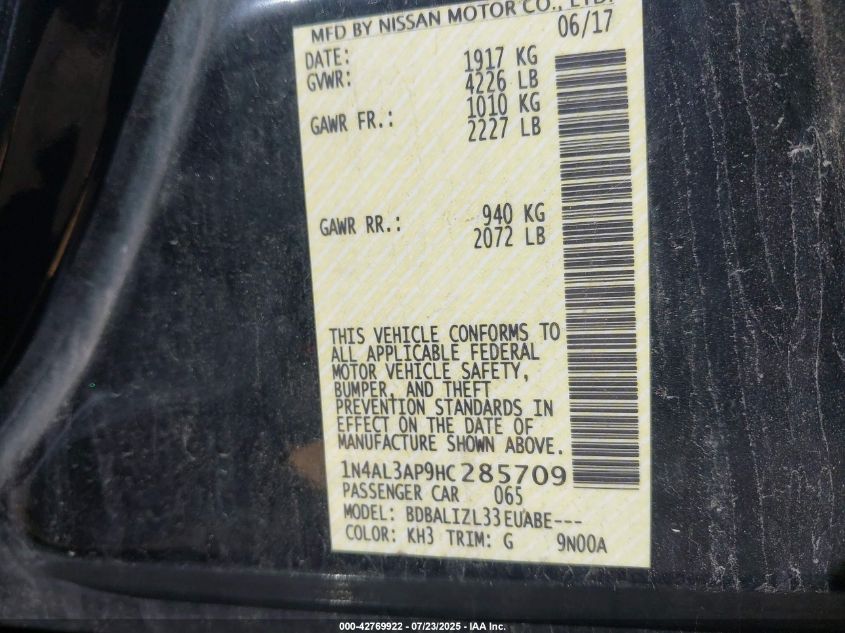 MFD BY NISSAN MOTOR CO., LTD.
06/17
DATE:
GVWR: 1917 KG
4226 LB
GAWR FR.: 1010 KG
2227 LB
GAWR RR.: 940 KG
2072 LB
THIS VEHICLE CONFORMS TO
ALL APPLICABLE FEDERAL
MOTOR VEHICLE SAFETY,
BUMPER, AND THEFT
PREVENTION STANDARDS IN
EFFECT ON THE DATE OF
MANUFACTURE SHOWN ABOVE.
1N4AL3AP9HC285709
PASSENGER CAR 065
MODEL: BDBALIZL33EUABE---
COLOR: KH3 TRIM: G 9N00A
000-42769922 - 07/23/2025 - IAA Inc.